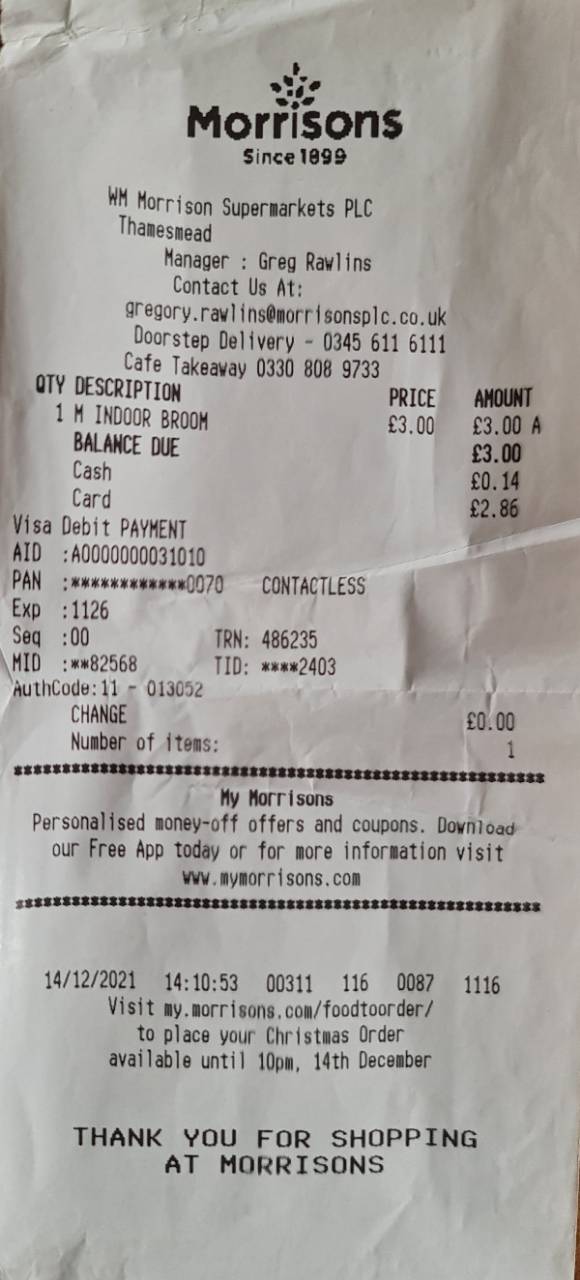 Morrisons
Since 1899
WM Morrison Supermarkets PLC
Thamesmead
Manager : Greg Rawlins
Contact Us At:
gregory.rawlins@morrisonsplc.co.uk
Doorstep Delivery - 0345 611 6111
Cafe Takeaway 0330 808 9733
QTY DESCRIPTION PRICE AMOUNT
1 M INDOOR BROOM £3.00 £3.00 A
BALANCE DUE £3.00
Cash £0.14
Card £2.86
Visa Debit PAYMENT
AID :A0000000031010
PAN :************0070 CONTACTLESS
Exp :1126
Seq :00 TRN: 486235
MID :**82568 TID: ****2403
AuthCode:11 - 013052
CHANGE £0.00
Number of items: 1
My Morrisons
Personalised money-off offers and coupons. Download
our Free App today or for more information visit
www.mymorrisons.com
14/12/2021 14:10:53 00311 116 0087 1116
Visit my.morrisons.com/foodtoorder/
to place your Christmas Order
available until 10pm, 14th December
THANK YOU FOR SHOPPING
AT MORRISONS